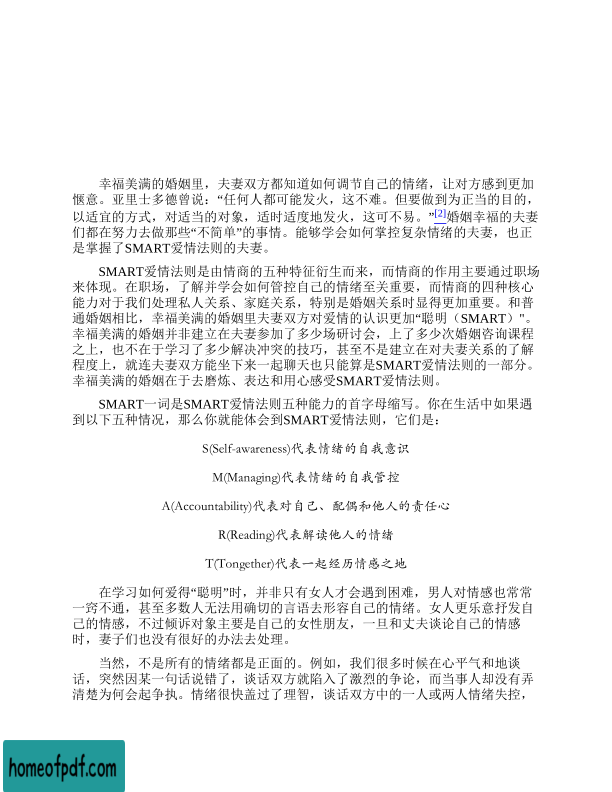 幸福美满的婚姻里，夫妻双方都知道如何调节自己的情绪，让对方感到更加
惬意。亚里士多德曾说：“任何人都可能发火，这不难。但要做到为正当的目的，
以适宜的方式，对适当的对象，适时适度地发火，这可不易。”[2]婚姻幸福的夫妻
们都在努力去做那些“不简单”的事情。能够学会如何掌控复杂情绪的夫妻，也正
是掌握了SMART爱情法则的夫妻。
SMART爱情法则是由情商的五种特征衍生而来，而情商的作用主要通过职场
来体现。在职场，了解并学会如何管控自己的情绪至关重要，而情商的四种核心
能力对于我们处理私人关系、家庭关系，特别是婚姻关系时显得更加重要。和普
通婚姻相比，幸福美满的婚姻里夫妻双方对爱情的认识更加“聪明（SMART）"。
幸福美满的婚姻并非建立在夫妻参加了多少场研讨会，上了多少次婚姻咨询课程
之上，也不在于学习了多少解决冲突的技巧，甚至不是建立在对夫妻关系的了解
程度上，就连夫妻双方能坐下来一起聊天也只能算是SMART爱情法则的一部分。
幸福美满的婚姻在于去磨炼、表达和用心感受SMART爱情法则。
SMART一词是SMART爱情法则五种能力的首字母缩写。你在生活中如果遇
到以下五种情况，那么你就能体会到SMART爱情法则，它们是：
S(Self-awareness)代表情绪的自我意识
M(Managing)代表情绪的自我管控
A(Accountability)代表对自己、配偶和他人的责任心
R(Reading)代表解读他人的情绪
T(Tongether)代表一起经历情感之地
在学习如何爱得“聪明”时，并非只有女人才会遇到困难，男人对情感也常常
一窍不通，甚至多数人无法用确切的言语去形容自己的情绪。女人更乐意抒发自
己的情感，不过倾诉对象主要是自己的女性朋友，一旦和丈夫谈论自己的情感
时，妻子们也没有很好的办法去处理。
当然，不是所有的情绪都是正面的。例如，我们很多时候在心平气和地谈
话，突然因某一句话说错了，谈话双方就陷入了激烈的争论，而当事人却没有弄
清楚为何会起争执。情绪很快盖过了理智，谈话双方中的一人或两人情绪失控，
homeofpdf.com